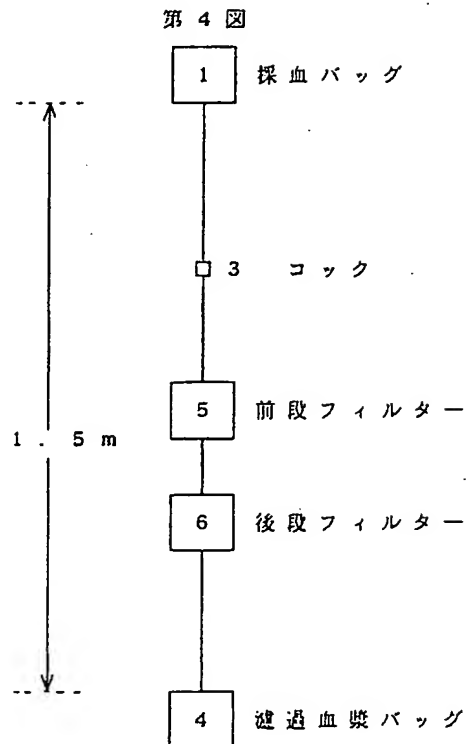 第4図
1 採血バッグ
3 コック
5 前段フィルター
1.5m
6 後段フィルター
4 濾過血漿バッグ